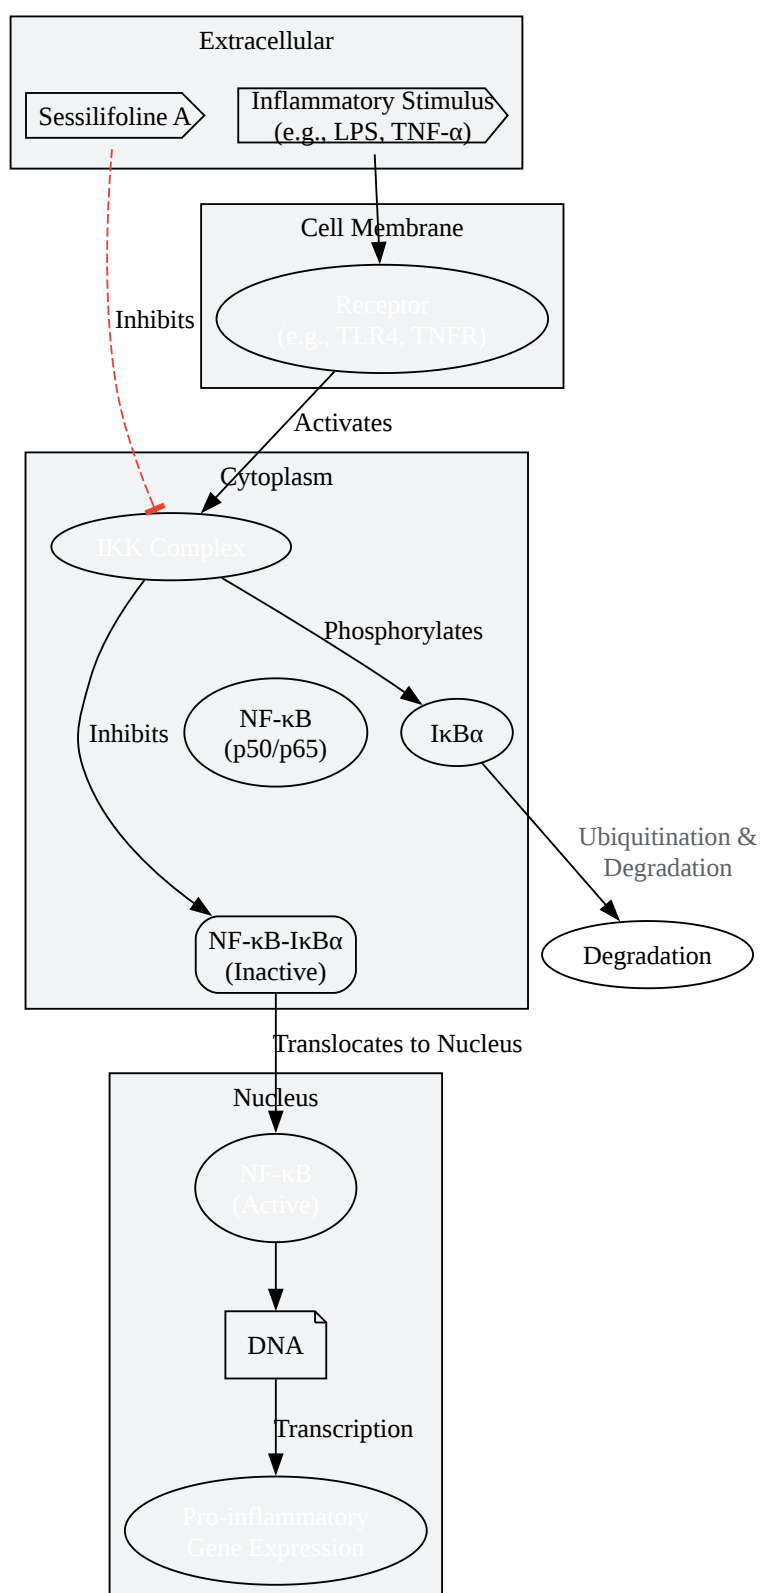 Extracellular
Sessilifoline A
Inflammatory Stimulus
(e.g., LPS, TNF-α)
Cell Membrane
Receptor
(e.g., TLR4, TNFR)
Inhibits
Activates
Cytoplasm
IKK Complex
Phosphorylates
NF-κB
(p50/p65)
IκBα
Inhibits
Ubiquitination &
Degradation
NF-κB-IκBα
(Inactive)
Degradation
Translocates to Nucleus
Nucleus
NF-κB
(Active)
DNA
Transcription
Pro-inflammatory
Gene Expression